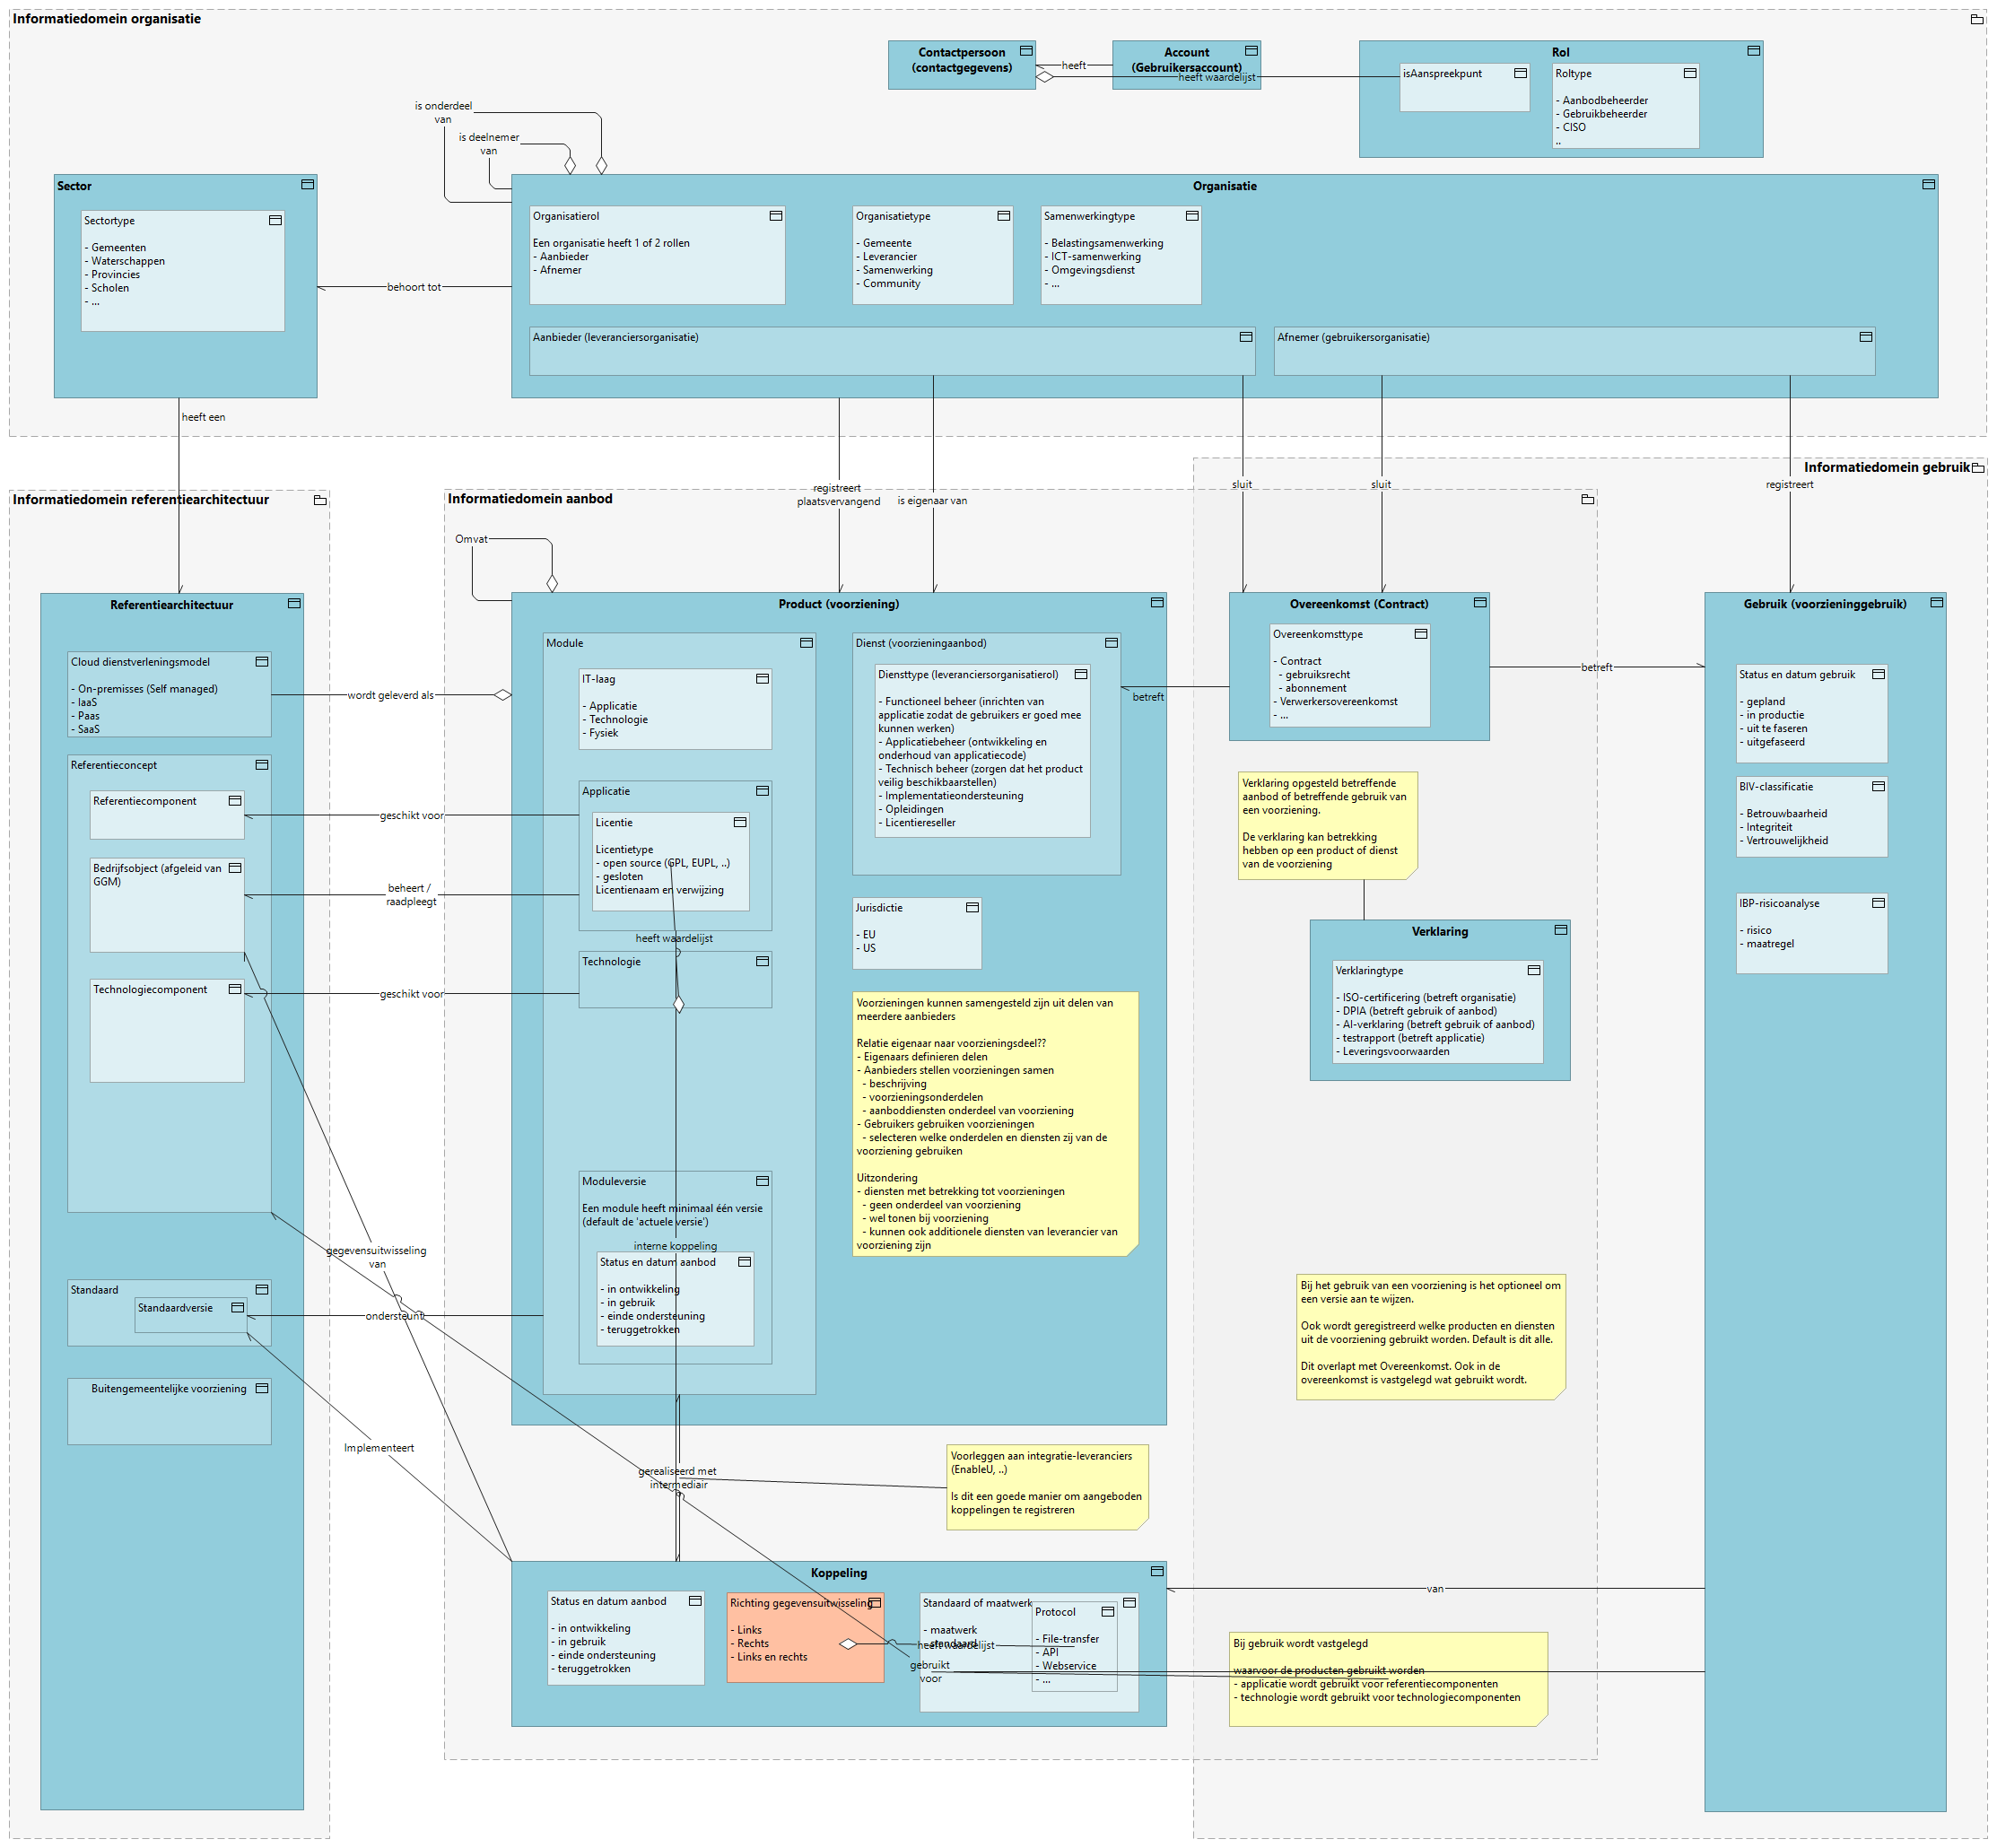 Informatiedomein organisatie
Contactpersoon
(contactgegevens)
heeft
Account
(Gebruikersaccount)
heeft waardelijst
Rol
isAanspreekpunt
Roltype
- Aanbodbeheerder
- Gebruikbeheerder
- CISO
..
is onderdeel
van
is deelnemer
van
Sector
Sectortype
- Gemeenten
- Waterschappen
- Provincies
- Scholen
- ...
behoort tot
Organisatie
Organisatierol
Een organisatie heeft 1 of 2 rollen
- Aanbieder
- Afnemer
Organisatietype
- Gemeente
- Leverancier
- Samenwerking
- Community
Samenwerkingtype
- Belastingsamenwerking
- ICT-samenwerking
- Omgevingsdienst
- ...
Aanbieder (leveranciersorganisatie)
Afnemer (gebruikersorganisatie)
heeft een
registreert
plaatsvervangend
is eigenaar van
sluit
sluit
registreert
Informatiedomein referentiearchitectuur
Informatiedomein aanbod
Informatiedomein gebruik
Omvat
Referentiearchitectuur
Cloud dienstverleningsmodel
- On-premisses (Self managed)
- IaaS
- Paas
- SaaS
wordt geleverd als
Referentieconcept
Referentiecomponent
geschikt voor
Bedrijfsobject (afgeleid van
GGM)
beheert /
raadpleegt
Technologiecomponent
geschikt voor
gegevensuitwisseling
van
Standaard
Standaardversie
ondersteunt
Buitengemeentelijke voorziening
Implementeert
Product (voorziening)
Module
IT-laag
- Applicatie
- Technologie
- Fysiek
Applicatie
Licentie
Licentietype
- open source (GPL, EUPL, ..)
- gesloten
Licentienaam en verwijzing
heeft waardelijst
Technologie
Moduleversie
Een module heeft minimaal één versie
(default de 'actuele versie')
interne koppeling
Status en datum aanbod
- in ontwikkeling
- in gebruik
- einde ondersteuning
- teruggetrokken
Dienst (voorzieningaanbod)
Diensttype (leveranciersorganisatierol)
- Functioneel beheer (inrichten van
applicatie zodat de gebruikers er goed mee
kunnen werken)
- Applicatiebeheer (ontwikkeling en
onderhoud van applicatiecode)
- Technisch beheer (zorgen dat het product
veilig beschikbaarstellen)
- Implementatieondersteuning
- Opleidingen
- Licentiereseller
Jurisdictie
- EU
- US
Voorzieningen kunnen samengesteld zijn uit delen van
meerdere aanbieders
Relatie eigenaar naar voorzieningsdeel??
- Eigenaars definieren delen
- Aanbieders stellen voorzieningen samen
- beschrijving
- voorzieningsonderdelen
- aanboddiensten onderdeel van voorziening
- Gebruikers gebruiken voorzieningen
- selecteren welke onderdelen en diensten zij van de
voorziening gebruiken
Uitzondering
- diensten met betrekking tot voorzieningen
- geen onderdeel van voorziening
- wel tonen bij voorziening
- kunnen ook additionele diensten van leverancier van
voorziening zijn
betreft
Overeenkomst (Contract)
Overeenkomsttype
- Contract
- gebruiksrecht
- abonnement
- Verwerkersovereenkomst
- ...
betreft
Verklaring opgesteld betreffende
aanbod of betreffende gebruik van
een voorziening.
De verklaring kan betrekking
hebben op een product of dienst
van de voorziening
Verklaring
Verklaringtype
- ISO-certificering (betreft organisatie)
- DPIA (betreft gebruik of aanbod)
- AI-verklaring (betreft gebruik of aanbod)
- testrapport (betreft applicatie)
- Leveringsvoorwaarden
Bij het gebruik van een voorziening is het optioneel om
een versie aan te wijzen.
Ook wordt geregistreerd welke producten en diensten
uit de voorziening gebruikt worden. Default is dit alle.
Dit overlapt met Overeenkomst. Ook in de
overeenkomst is vastgelegd wat gebruikt wordt.
Gebruik (voorzieninggebruik)
Status en datum gebruik
- gepland
- in productie
- uit te faseren
- uitgefaseerd
BIV-classificatie
- Betrouwbaarheid
- Integriteit
- Vertrouwelijkheid
IBP-risicoanalyse
- risico
- maatregel
gerealiseerd met
intermediair
Voorleggen aan integratie-leveranciers
(EnableU, ..)
Is dit een goede manier om aangeboden
koppelingen te registreren
Koppeling
Status en datum aanbod
- in ontwikkeling
- in gebruik
- einde ondersteuning
- teruggetrokken
Richting gegevensuitwisseling
- Links
- Rechts
- Links en rechts
Standaard of maatwerk
- maatwerk
- standaard
heeft waardelijst
Protocol
- File-transfer
- API
- Webservice
- ...
gebruikt
voor
van
Bij gebruik wordt vastgelegd
waarvoor de producten gebruikt worden
- applicatie wordt gebruikt voor referentiecomponenten
- technologie wordt gebruikt voor technologiecomponenten